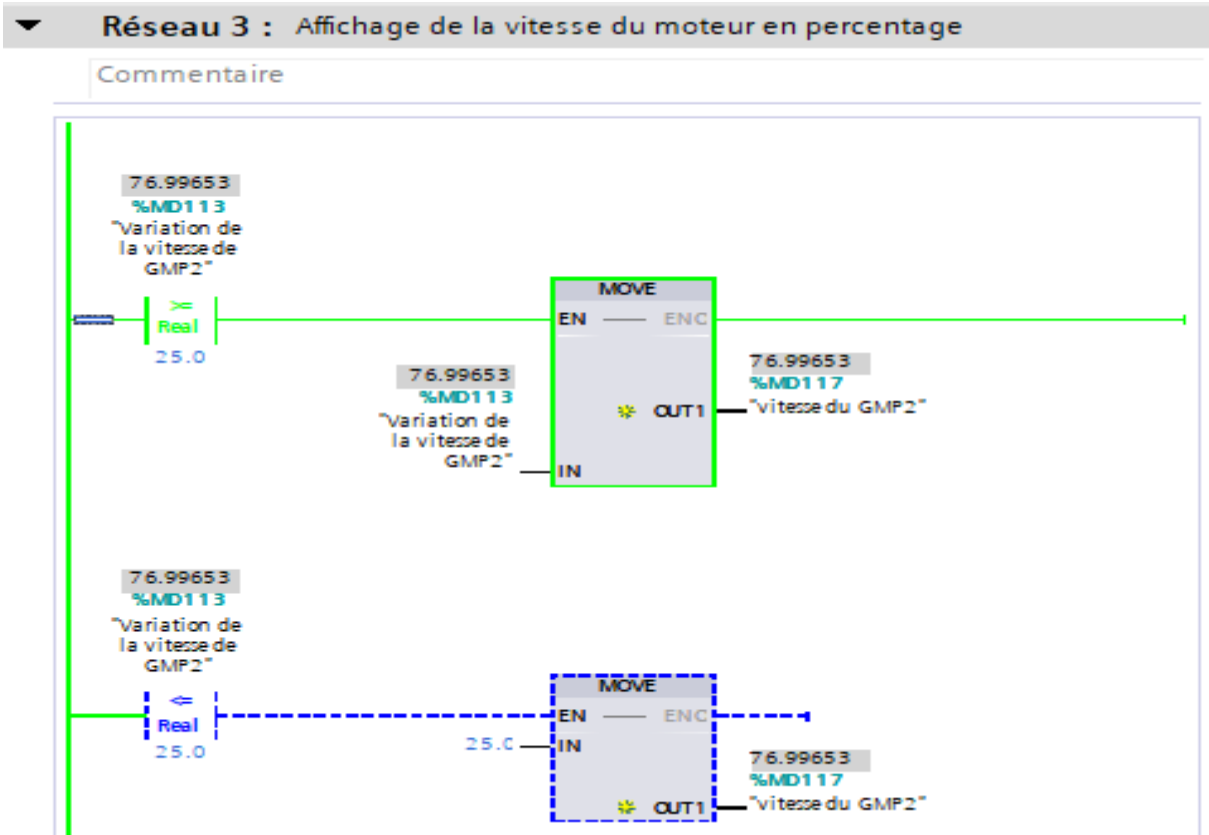 Réseau 3 : Affichage de la vitesse du moteur en percentage
Commentaire
76.99653
%MD113
"Variation de
la vitesse de
GMP2"
>=
Real
25.0
MOVE
EN ENO
76.99653
%MD113
"Variation de
la vitesse de
GMP2"
IN
OUT1
76.99653
%MD117
"vitesse du GMP2"
76.99653
%MD113
"Variation de
la vitesse de
GMP2"
<=
Real
25.0
MOVE
EN ENO
25.0 IN
OUT1
76.99653
%MD117
"vitesse du GMP2"